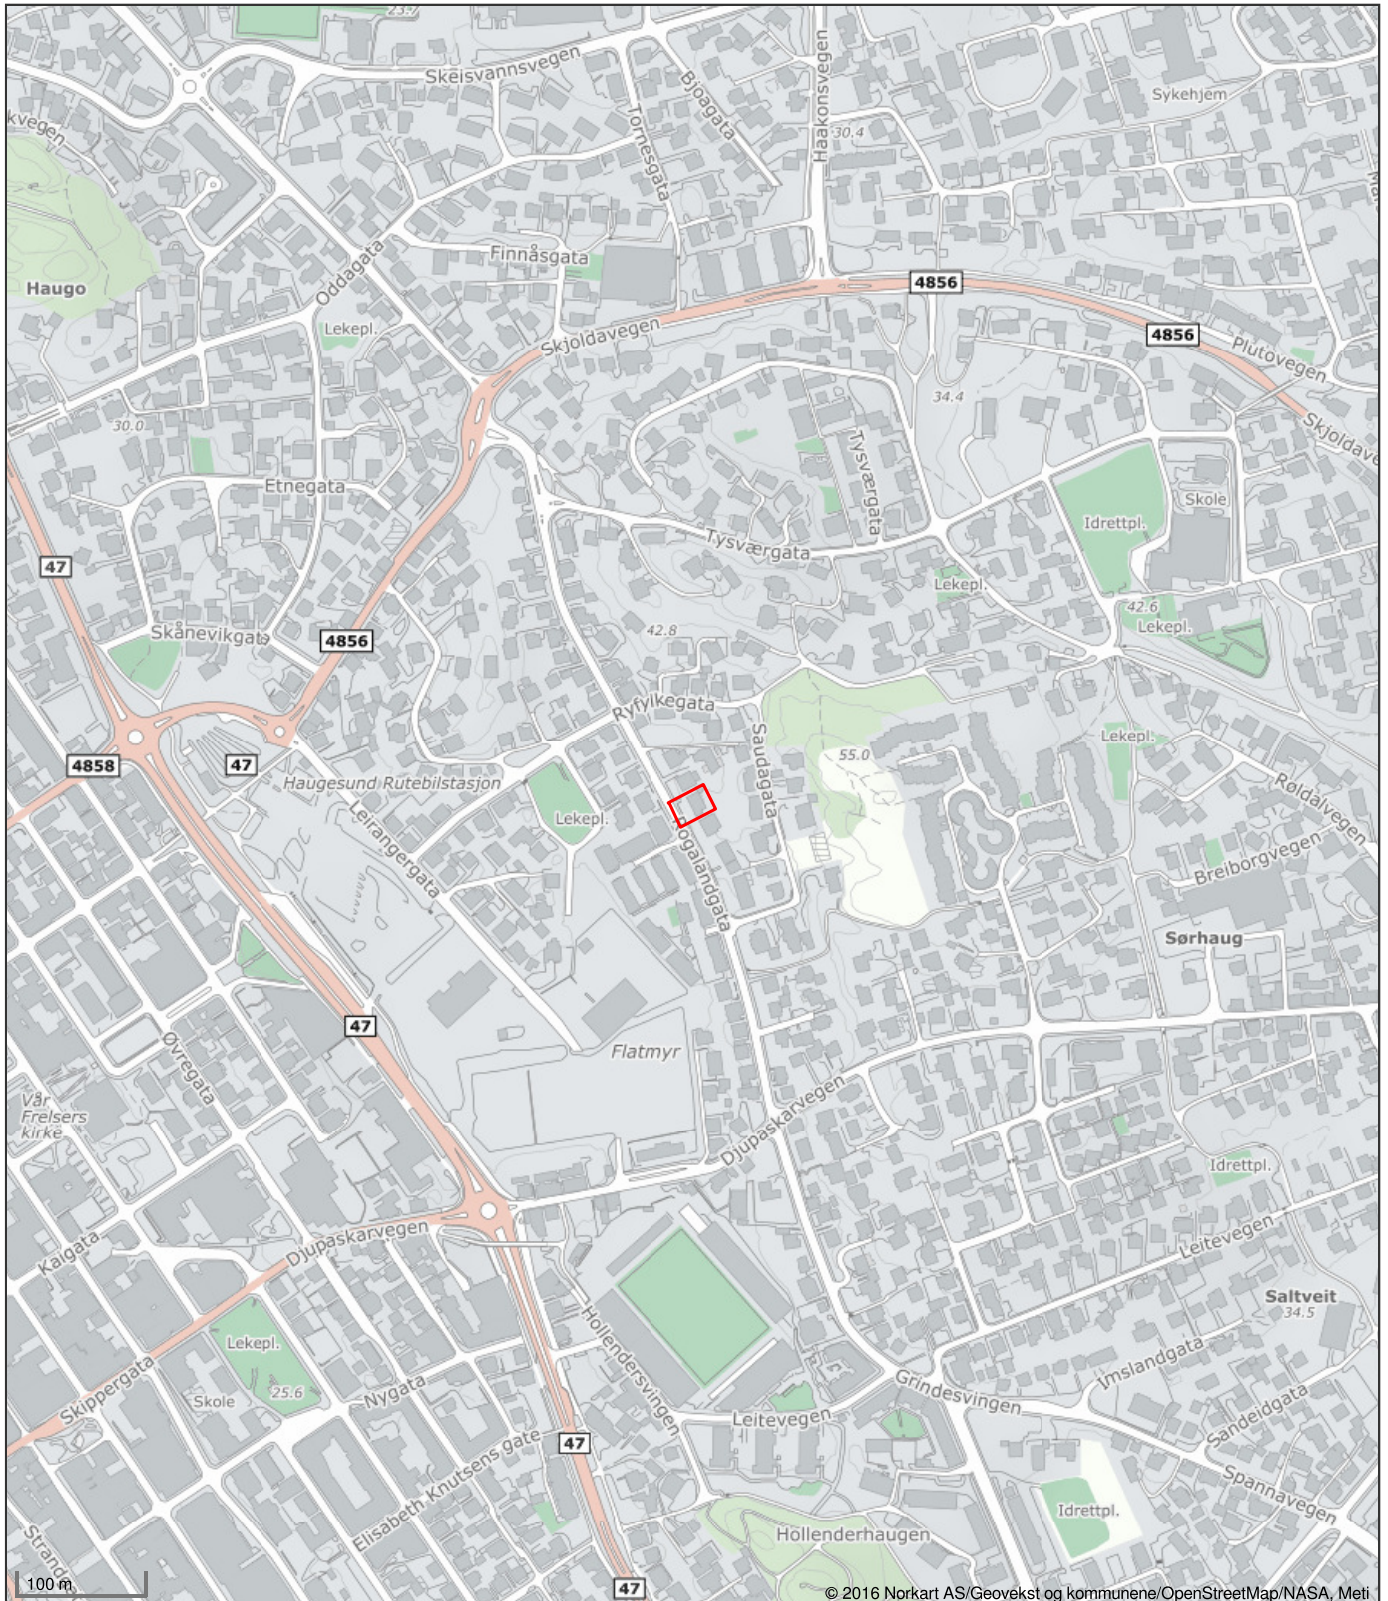 23.
Skeisvannsvegen
Bjoagata
Haakonsvegen
Sykehjem
kvegen
Tornesgata
30.4
Finnåsgata
Oddagata
Haugo
4856
Lekepl.
Skjoldavegen
4856
Plutovegen
34.4
30.0
Skjoldave
Tysværgata
Etnegata
Skole
Idrettpl.
Tysværgata
47
Lekepl.
42.6
Lekepl.
Skånevikgata
4856
42.8
Ryfylkegata
Saudagata
Lekepl.
55.0
4858
47
Haugesund Rutebilstasjon
Røldalvegen
Leirangergata
Lekepl.
Rogalandgata
Breiborgvegen
Sørhaug
47
Øvregata
Flatmyr
Vår
Frelsers
kirke
Djupaskarvegen
Idrettpl.
Djupaskarvegen
Kaigata
Leitevegen
Saltveit
34.5
Hollendersvingen
Lekepl.
Imslandgata
Skippergata
25.6
Skole
Nygata
Grindesvingen
Leitevegen
Sandeidgata
47
Elisabeth Knutsens gate
Spannavegen
Idrettpl.
Hollenderhaugen
Strand
100 m
47
© 2016 Norkart AS/Geovekst og kommunene/OpenStreetMap/NASA, Meti